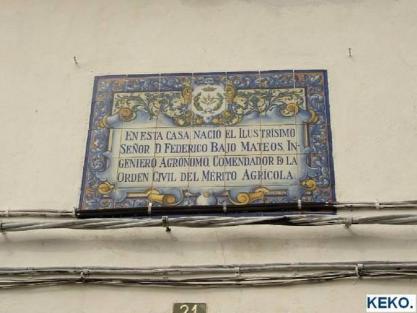 EN ESTA CASA NACIÓ EL ILUSTRÍSIMO
SEÑOR D. FEDERICO BAJO MATEOS, IN-
GENIERO AGRÓNOMO, COMENDADOR D LA
ORDEN CIVIL DEL MÉRITO AGRÍCOLA.
21
KEKO.